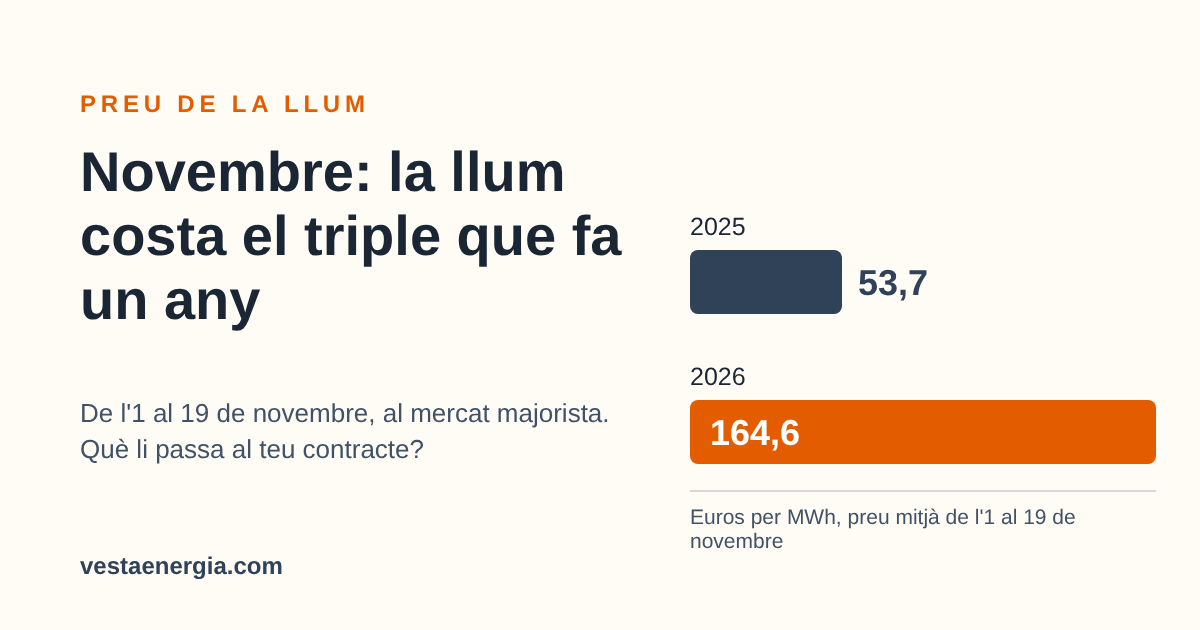 PREU DE LA LLUM
Novembre: la llum
costa el triple que fa
un any
De l'1 al 19 de novembre, al mercat majorista.
Què li passa al teu contracte?
vestaenergia.com
2025
53,7
2026
164,6
Euros per MWh, preu mitjà de l'1 al 19 de
novembre